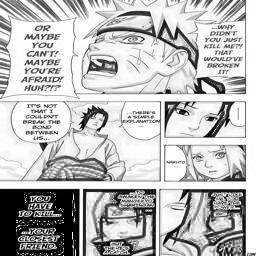 ...WHY
DIDN'T YOU
JUST KILL
ME?! THAT
WOULD'VE
BROKEN
IT!
OR
MAYBE
YOU
CAN'T!
MAYBE
YOU'RE
AFRAID!
HUH?!?
NARUTO
...THERE'S
A SIMPLE
EXPLANATION
IT'S NOT
THAT I
COULDN'T
BREAK THE
BOND
BETWEEN
US...
YOU
HAVE
TO KILL...
...YOUR
CLOSEST
FRIEND